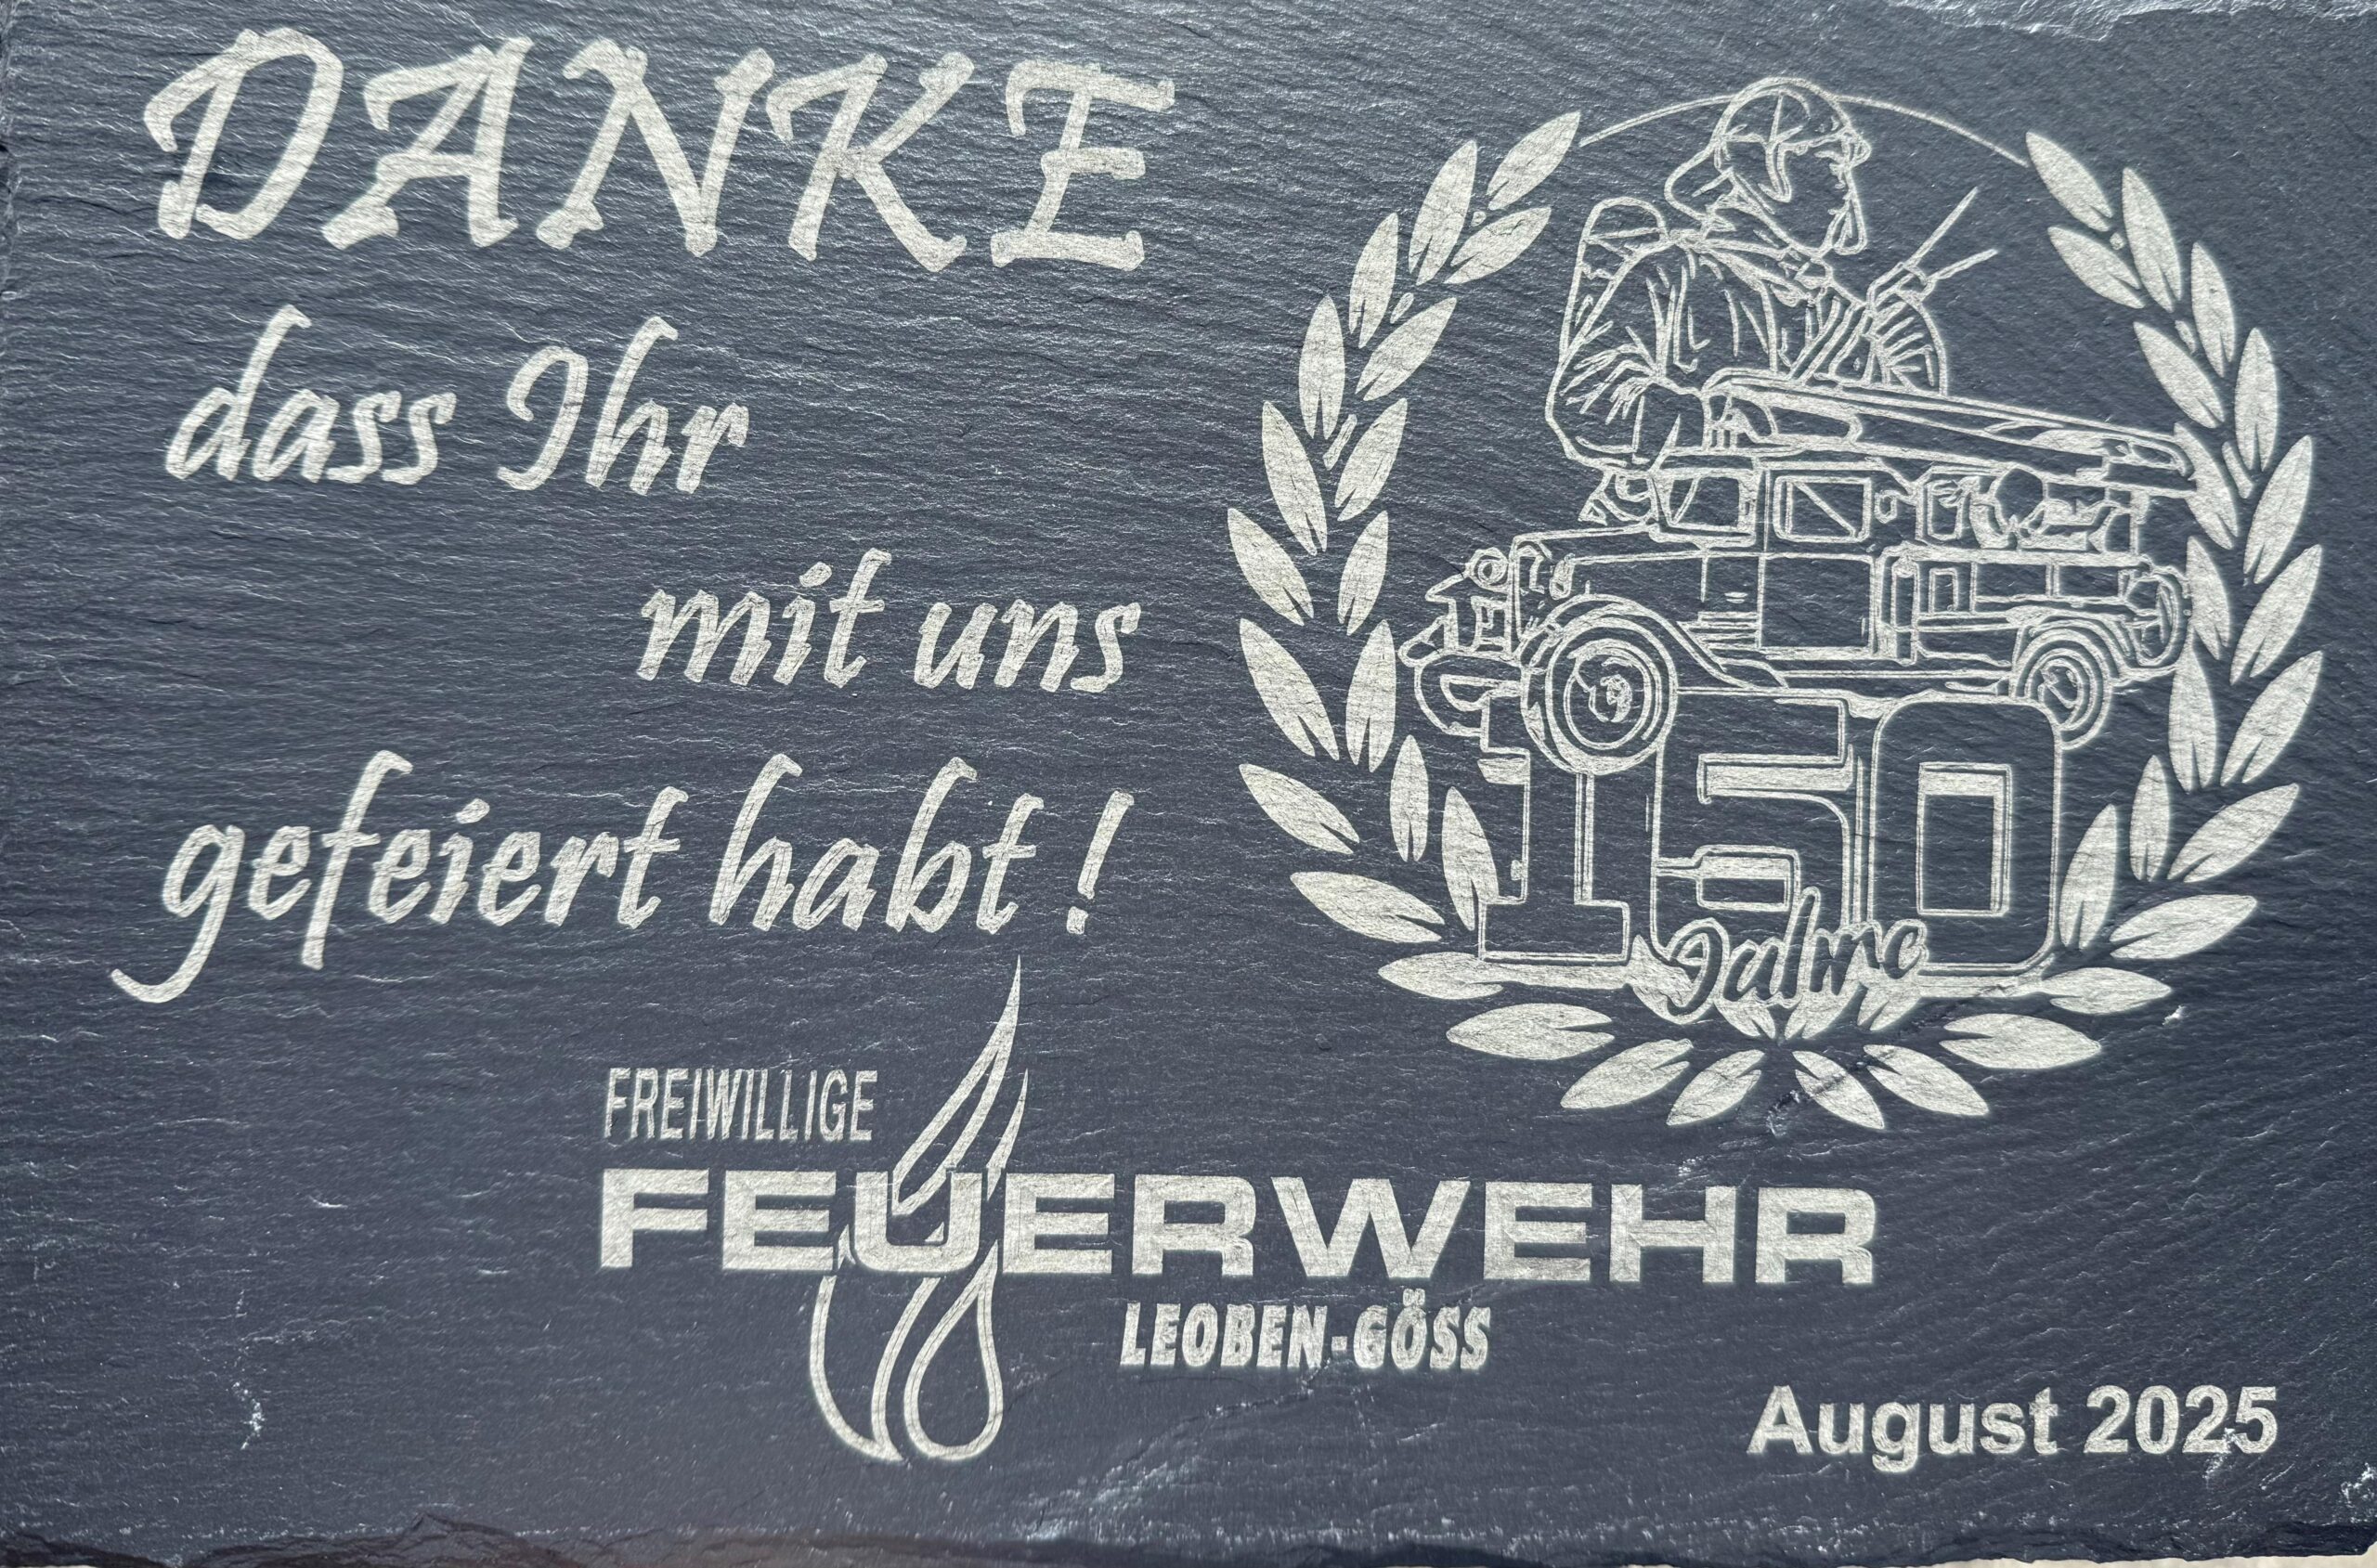 DANKE
dass Ihr
mit uns
gefeiert habt!
150
Jahre
FREIWILLIGE
FEUERWEHR
LEOBEN-GÖSS
August 2025